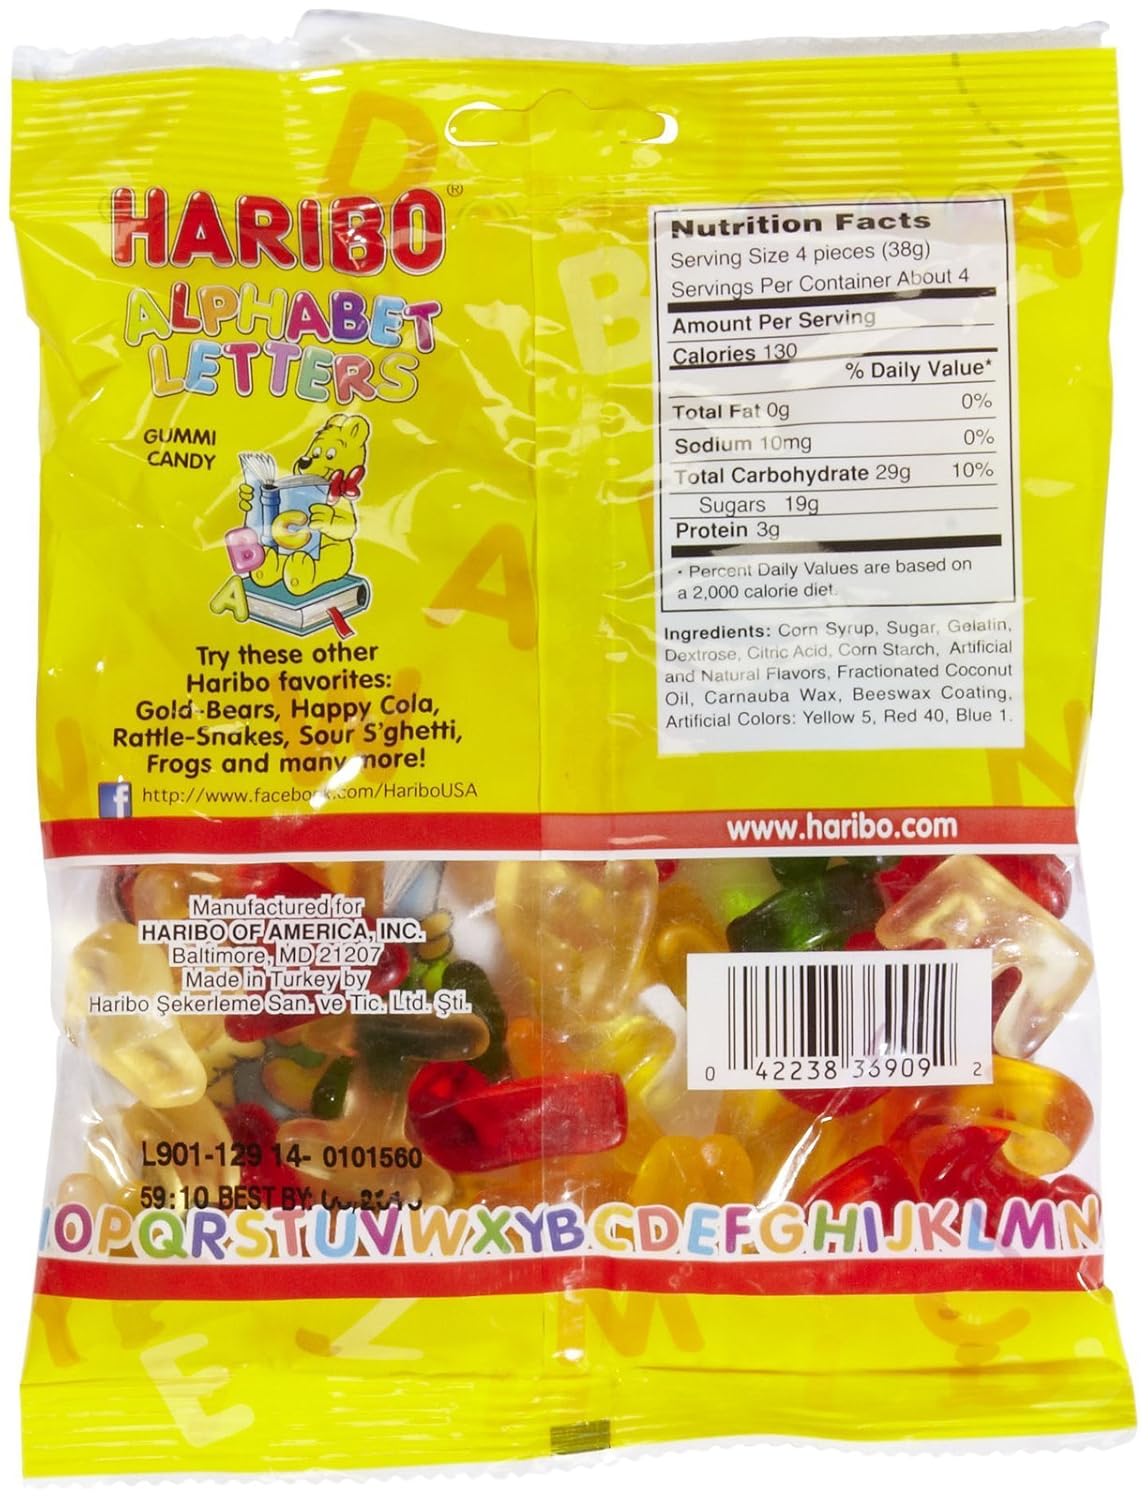 HARIBO®
ALPHABET
LETTERS
GUMMI
CANDY
A B C K
Try these other
Haribo favorites:
Gold-Bears, Happy Cola,
Rattle-Snakes, Sour S'ghetti,
Frogs and many more!
f http://www.facebook.com/HariboUSA
Nutrition Facts
Serving Size 4 pieces (38g)
Servings Per Container About 4
Amount Per Serving
Calories 130
% Daily Value*
Total Fat 0g 0%
Sodium 10mg 0%
Total Carbohydrate 29g 10%
Sugars 19g
Protein 3g
• Percent Daily Values are based on
a 2,000 calorie diet.
Ingredients: Corn Syrup, Sugar, Gelatin,
Dextrose, Citric Acid, Corn Starch, Artificial
and Natural Flavors, Fractionated Coconut
Oil, Carnauba Wax, Beeswax Coating,
Artificial Colors: Yellow 5, Red 40, Blue 1.
www.haribo.com
Manufactured for
HARIBO OF AMERICA, INC.
Baltimore, MD 21207
Made in Turkey by
Haribo Şekerleme San. ve Tic. Ltd. Şti.
0 42238 36909 2
L901-129 14- 0101560
59:10 BEST BY:
OPQRSTUVWXYBCDEFGHIJKLMN